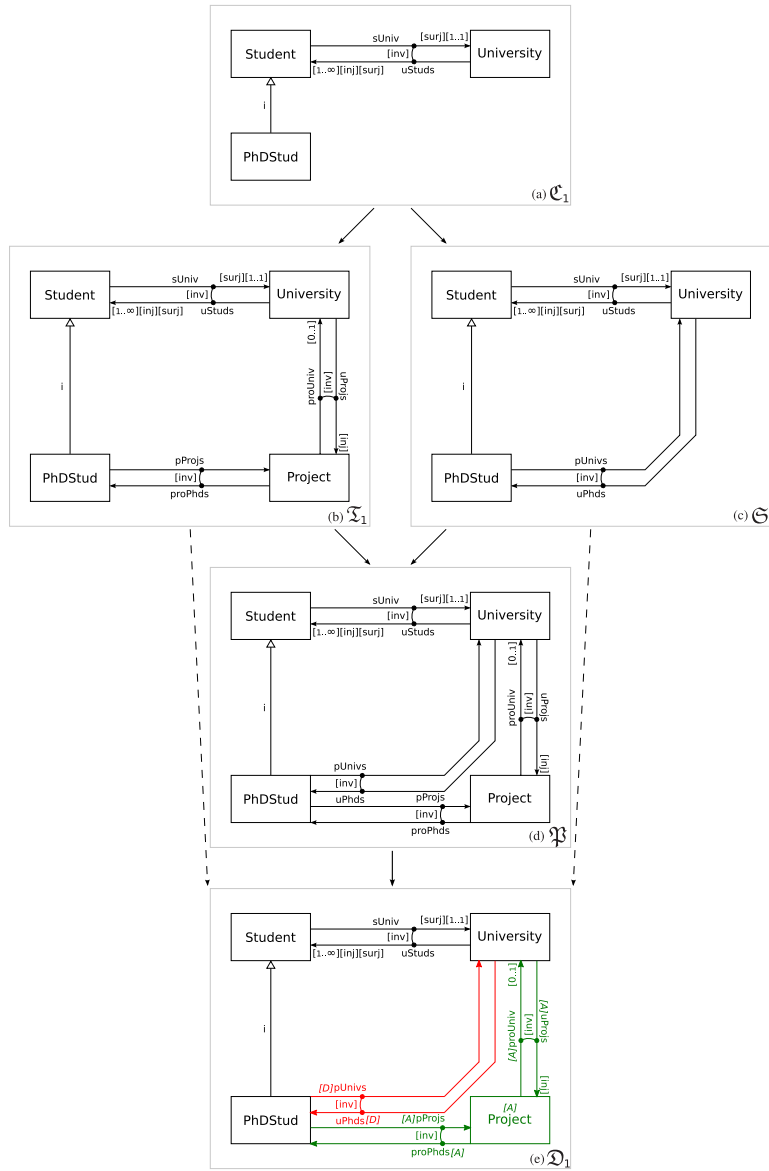 sUniv
[surj][1..1]
Student
[inv]
University
[1..∞][inj][surj]
uStuds
i
PhDStud
(a) ℭ1
sUniv
[surj][1..1]
Student
[inv]
University
[1..∞][inj][surj]
uStuds
[0..1]
i
proUniv
[inv]
uProjs
[inj]
pProjs
PhDStud
[inv]
Project
proPhds
(b) 𝔗1
sUniv
[surj][1..1]
Student
[inv]
University
[1..∞][inj][surj]
uStuds
i
pUnivs
PhDStud
[inv]
uPhds
(c) 𝔖
sUniv
[surj][1..1]
Student
[inv]
University
[1..∞][inj][surj]
uStuds
[0..1]
i
proUniv
[inv]
uProjs
[inj]
pUnivs
[inv]
uPhds
pProjs
PhDStud
[inv]
Project
proPhds
(d) 𝔓
sUniv
[surj][1..1]
Student
[inv]
University
[1..∞][inj][surj]
uStuds
[0..1]
i
[A]proUniv
[inv]
[A]uProjs
[inj]
[D]pUnivs
[inv]
uPhds[D]
[A]pProjs
[A]
PhDStud
[inv]
Project
proPhds[A]
(e) 𝔇1